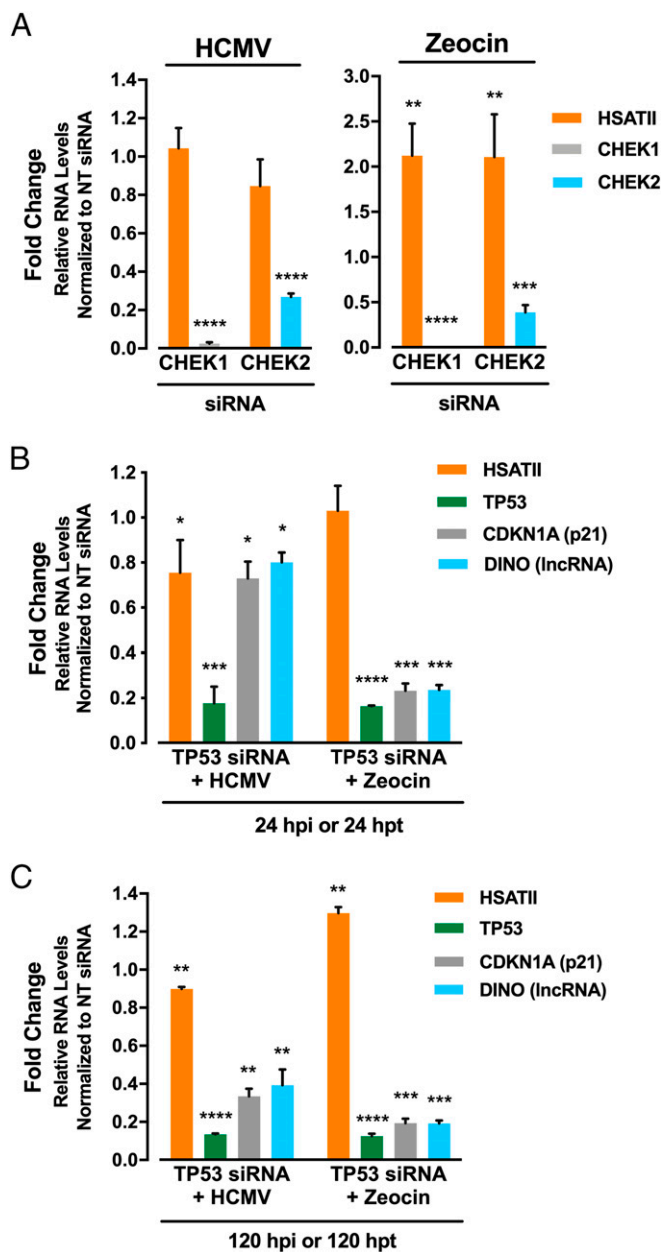 A
HCMV
Zeocin
Fold Change
Relative RNA Levels
Normalized to NT siRNA
1.4
1.2
1.0
0.8
0.6
0.4
0.2
0.0
****
****
CHEK1
CHEK2
siRNA
3.0
2.5
2.0
1.5
1.0
0.5
0.0
**
****
**
***
CHEK1
CHEK2
siRNA
HSATII
CHEK1
CHEK2
B
Fold Change
Relative RNA Levels
Normalized to NT siRNA
1.2
1.0
0.8
0.6
0.4
0.2
0.0
*
***
*
*
****
***
***
TP53 siRNA
+ HCMV
TP53 siRNA
+ Zeocin
24 hpi or 24 hpt
HSATII
TP53
CDKN1A (p21)
DINO (lncRNA)
C
Fold Change
Relative RNA Levels
Normalized to NT siRNA
1.4
1.2
1.0
0.8
0.6
0.4
0.2
0.0
**
****
**
**
**
****
***
***
TP53 siRNA
+ HCMV
TP53 siRNA
+ Zeocin
120 hpi or 120 hpt
HSATII
TP53
CDKN1A (p21)
DINO (lncRNA)